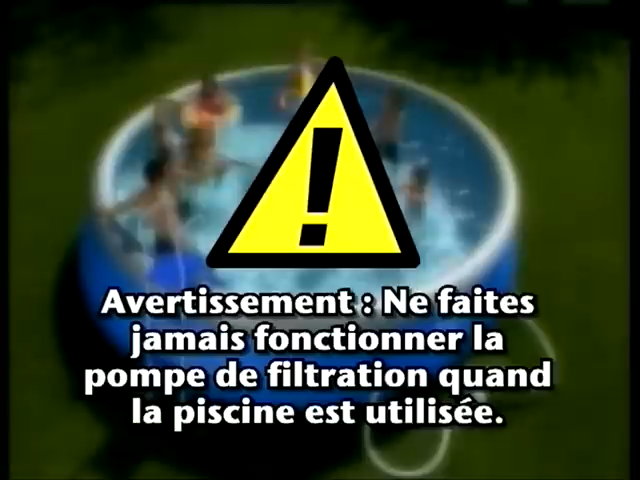 Avertissement : Ne faites
jamais fonctionner la
pompe de filtration quand
la piscine est utilisée.